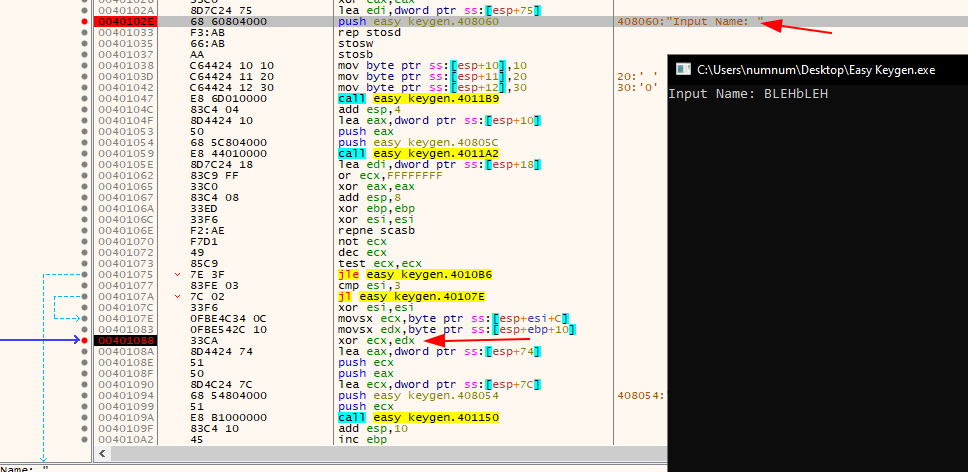 33C0 xor eax,eax
0040102A 8D7C24 75 lea edi,dword ptr ss:[esp+75]
0040102E 68 60804000 push easy keygen.408060 408060:"Input Name: "
00401033 F3:AB rep stosd
00401035 66:AB stosw
00401037 AA stosb
00401038 C64424 10 10 mov byte ptr ss:[esp+10],10
0040103D C64424 11 20 mov byte ptr ss:[esp+11],20 20:' '
00401042 C64424 12 30 mov byte ptr ss:[esp+12],30 30:'0'
00401047 E8 6D010000 call easy keygen.4011B9
0040104C 83C4 04 add esp,4
0040104F 8D4424 10 lea eax,dword ptr ss:[esp+10]
00401053 50 push eax
00401054 68 5C804000 push easy keygen.40805C
00401059 E8 44010000 call easy keygen.4011A2
0040105E 8D7C24 18 lea edi,dword ptr ss:[esp+18]
00401062 83C9 FF or ecx,FFFFFFFF
00401065 33C0 xor eax,eax
00401067 83C4 08 add esp,8
0040106A 33ED xor ebp,ebp
0040106C 33F6 xor esi,esi
0040106E F2:AE repne scasb
00401070 F7D1 not ecx
00401072 49 dec ecx
00401073 85C9 test ecx,ecx
00401075 7E 3F jle easy keygen.4010B6
00401077 83FE 03 cmp esi,3
0040107A 7C 02 jl easy keygen.40107E
0040107C 33F6 xor esi,esi
0040107E 0FBE4C34 0C movsx ecx,byte ptr ss:[esp+esi+C]
00401083 0FBE542C 10 movsx edx,byte ptr ss:[esp+ebp+10]
00401088 33CA xor ecx,edx
0040108A 8D4424 74 lea eax,dword ptr ss:[esp+74]
0040108E 51 push ecx
0040108F 50 push eax
00401090 8D4C24 7C lea ecx,dword ptr ss:[esp+7C]
00401094 68 54804000 push easy keygen.408054 408054:
00401099 51 push ecx
0040109A E8 B1000000 call easy keygen.401150
0040109F 83C4 10 add esp,10
004010A2 45 inc ebp
Name: "
C:\Users\numnum\Desktop\Easy Keygen.exe
Input Name: BLEHbLEH